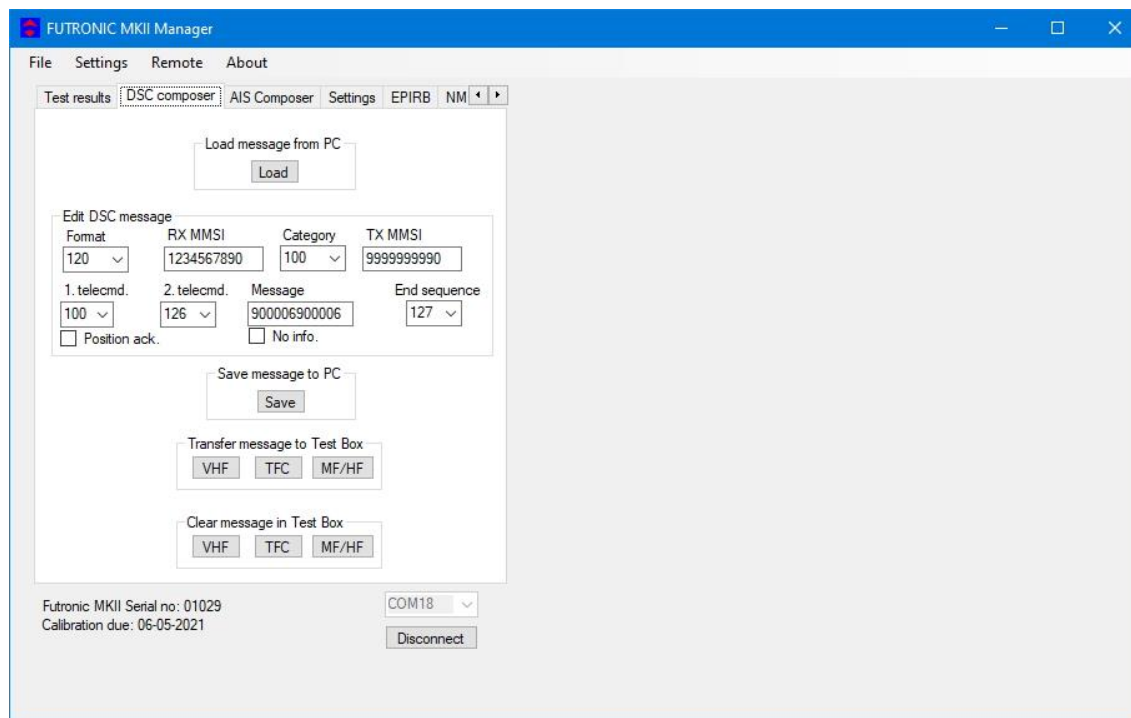 FUTRONIC MKII Manager
File Settings Remote About
Test results DSC composer AIS Composer Settings EPIRB NM
Load message from PC
Load
Edit DSC message
Format RX MMSI Category TX MMSI
120 1234567890 100 9999999990
1. telecmd. 2. telecmd. Message End sequence
100 126 900006900006 127
Position ack. No info.
Save message to PC
Save
Transfer message to Test Box
VHF TFC MF/HF
Clear message in Test Box
VHF TFC MF/HF
Futronic MKII Serial no: 01029 COM18
Calibration due: 06-05-2021
Disconnect